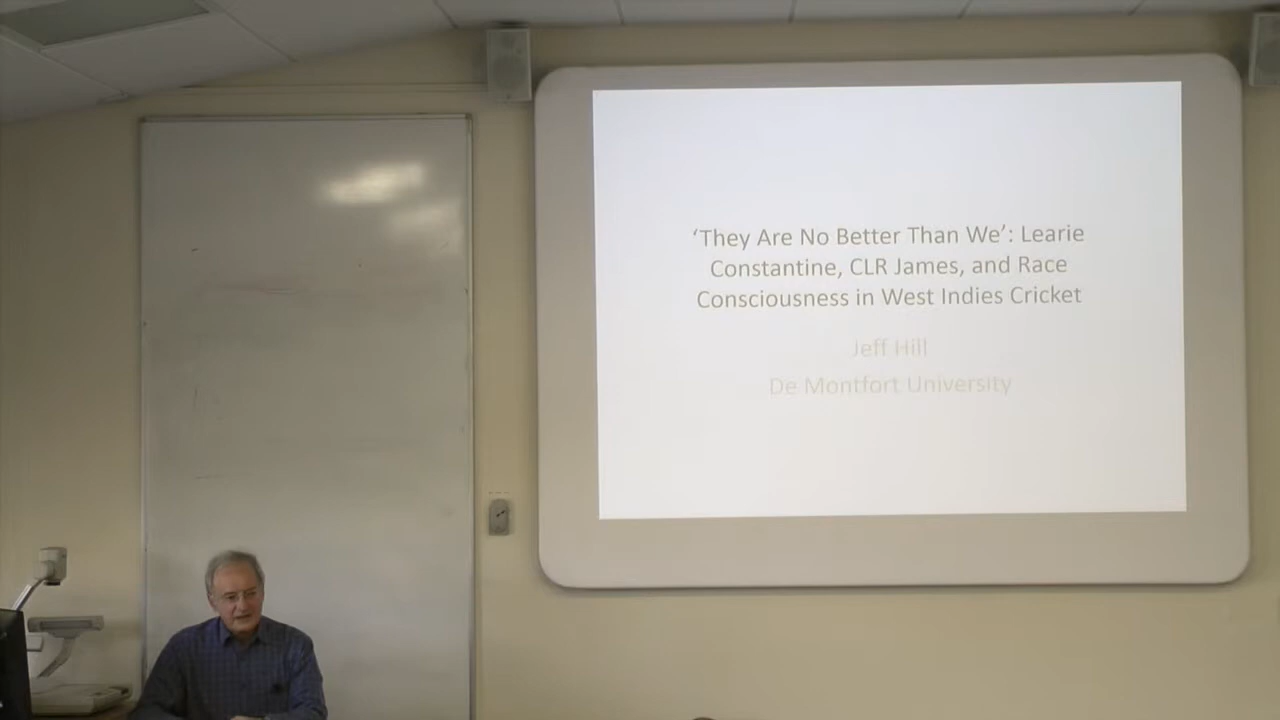 ‘They Are No Better Than We’: Learie
Constantine, CLR James, and Race
Consciousness in West Indies Cricket
Jeff Hill
De Montfort University